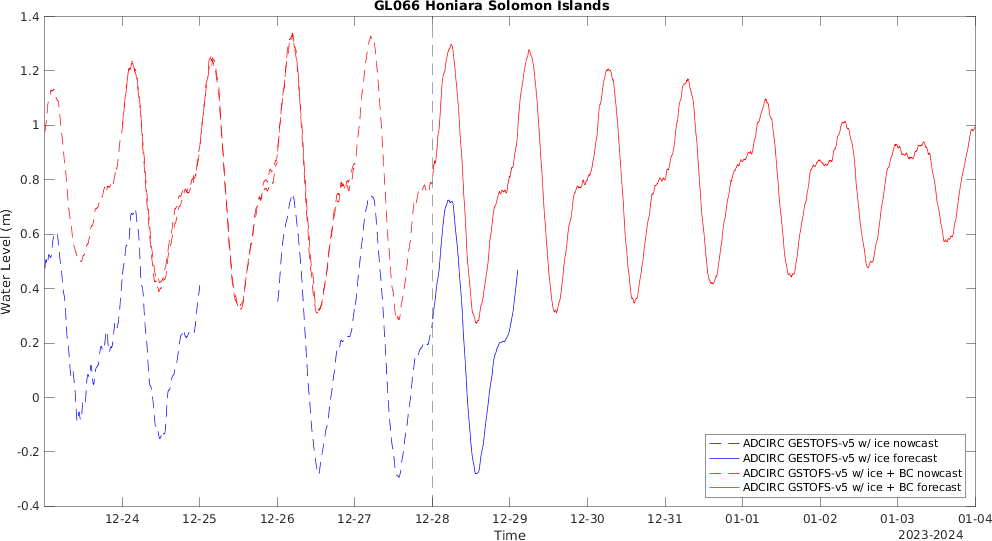 GL066 Honiara Solomon Islands
1.4
1.2
1
0.8
0.6
0.4
0.2
0
-0.2
-0.4
Water Level (m)
ADCIRC GESTOFS-v5 w/ ice nowcast
ADCIRC GESTOFS-v5 w/ ice forecast
ADCIRC GSTOFS-v5 w/ ice + BC nowcast
ADCIRC GSTOFS-v5 w/ ice + BC forecast
12-24 12-25 12-26 12-27 12-28 12-29 12-30 12-31 01-01 01-02 01-03 01-04
Time
2023-2024